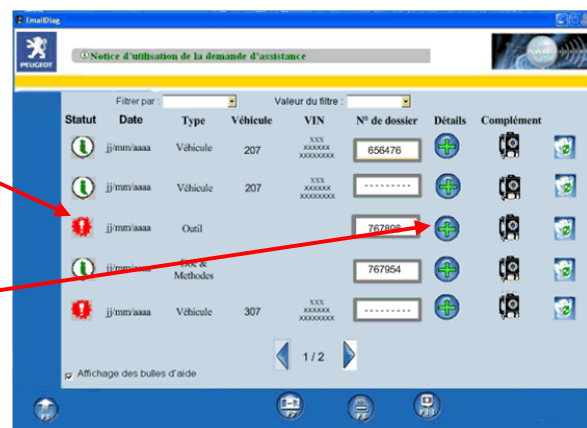 EmailDiag
PEUGEOT
Notice d'utilisation de la demande d'assistance
Filtrer par : Valeur du filtre :
Statut Date Type Véhicule VIN N° de dossier Détails Complément
jj/mm/aaaa Véhicule 207 xxx xxxxxx xxxxxxxx 656476
jj/mm/aaaa Véhicule 207 xxx xxxxxx xxxxxxxx ---------
jj/mm/aaaa Outil 767898
jj/mm/aaaa Doc & Methodes 767954
jj/mm/aaaa Véhicule 307 xxx xxxxxx xxxxxxxx ---------
1 / 2
Affichage des bulles d'aide